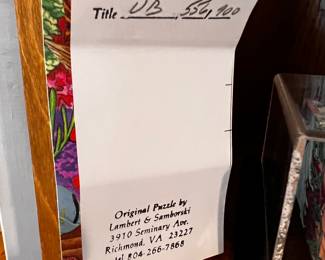 Title UB 556,900
Original Puzzle by
Lambert & Samborski
3910 Seminary Ave.
Richmond, VA 23227
tel 804-266-7868